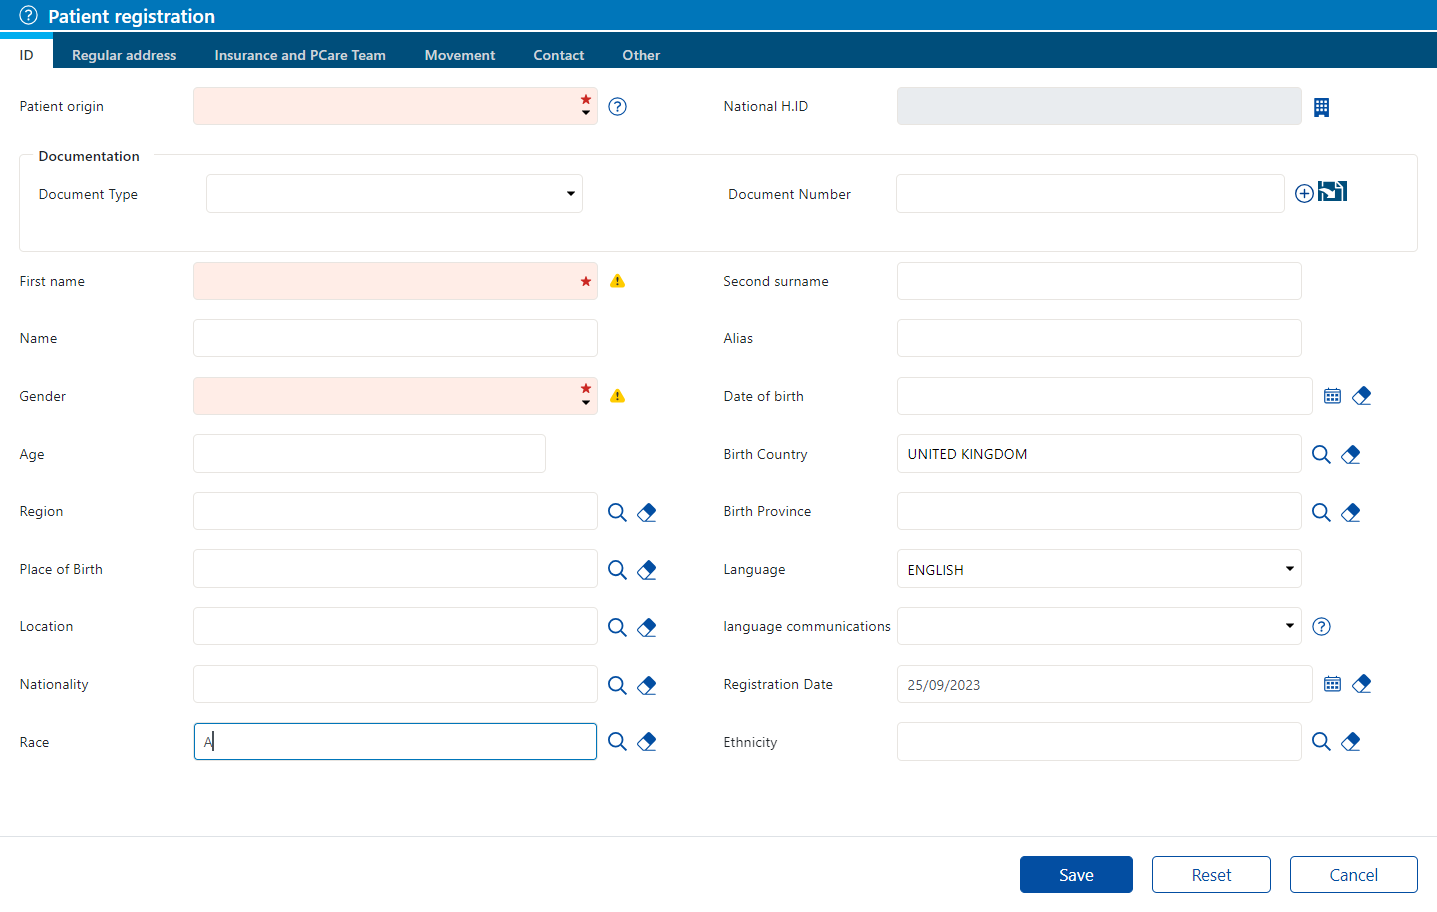 Patient registration
ID Regular address Insurance and PCare Team Movement Contact Other
Patient origin National H.ID
Documentation
Document Type Document Number
First name Second surname
Name Alias
Gender Date of birth
Age Birth Country UNITED KINGDOM
Region Birth Province
Place of Birth Language ENGLISH
Location language communications
Nationality Registration Date 25/09/2023
Race A Ethnicity
Save Reset Cancel